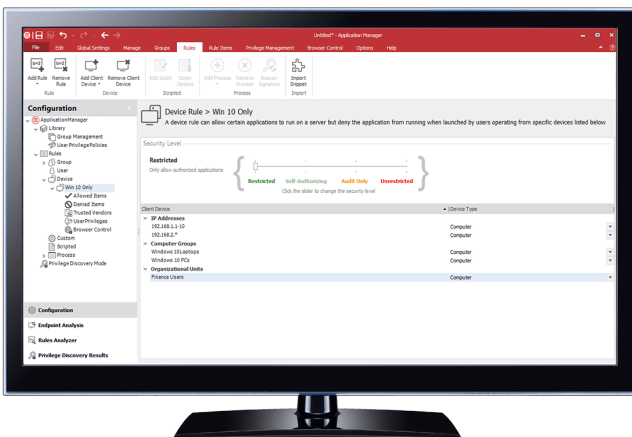 Untitled* - Application Manager
File Edit Global Settings Manage Groups Rules Rule Items Privilege Management Browser Control Options Help
Add Rule Remove Rule
Add Client Device Remove Client Device
Edit Script Script Options
Add Process Remove Process Rescan Signature
Import Snippet
Rule Device Scripted Process Import
Configuration
ApplicationManager
Library
Group Management
User PrivilegePolicies
Rules
Group
User
Device
Win 10 Only
Allowed Items
Denied Items
Trusted Vendors
UserPrivileges
Browser Control
Custom
Scripted
Process
Privilege Discovery Mode
Configuration
Endpoint Analysis
Rules Analyzer
Privilege Discovery Results
Device Rule > Win 10 Only
A device rule can allow certain applications to run on a server but deny the application from running when launched by users operating from specific devices listed below
Security Level
Restricted
Only allow authorized applications
Restricted Self-Authorizing Audit Only Unrestricted
Click the slider to change the security level
Client Device Device Type
IP Addresses
192.168.1.1-10 Computer
192.168.2.* Computer
Computer Groups
Windows 10 Laptops Computer
Windows 10 PCs Computer
Organizational Units
Finance Users Computer